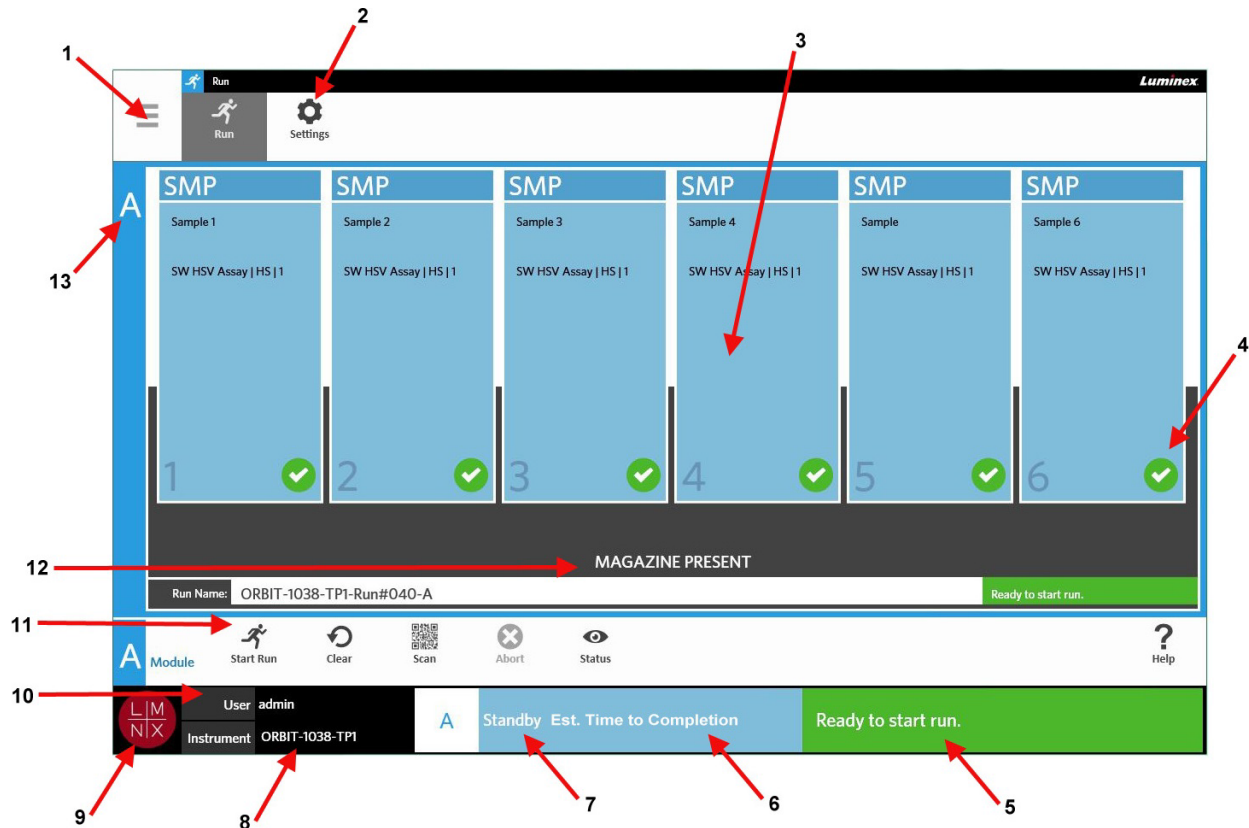 2
1
3
Run
Luminex
Run
Settings
A
SMP
SMP
SMP
SMP
SMP
SMP
Sample 1
Sample 2
Sample 3
Sample 4
Sample
Sample 6
13
SW HSV Assay | HS | 1
SW HSV Assay | HS | 1
SW HSV Assay | HS | 1
SW HSV Assay | HS | 1
SW HSV Assay | HS | 1
SW HSV Assay | HS | 1
4
1
2
3
4
5
6
12
MAGAZINE PRESENT
Run Name: ORBIT-1038-TP1-Run#040-A
Ready to start run.
11
A Module
Start Run
Clear
Scan
Abort
Status
Help
10
LM
NX
User admin
Instrument ORBIT-1038-TP1
A
Standby Est. Time to Completion
Ready to start run.
9
8
7
6
5